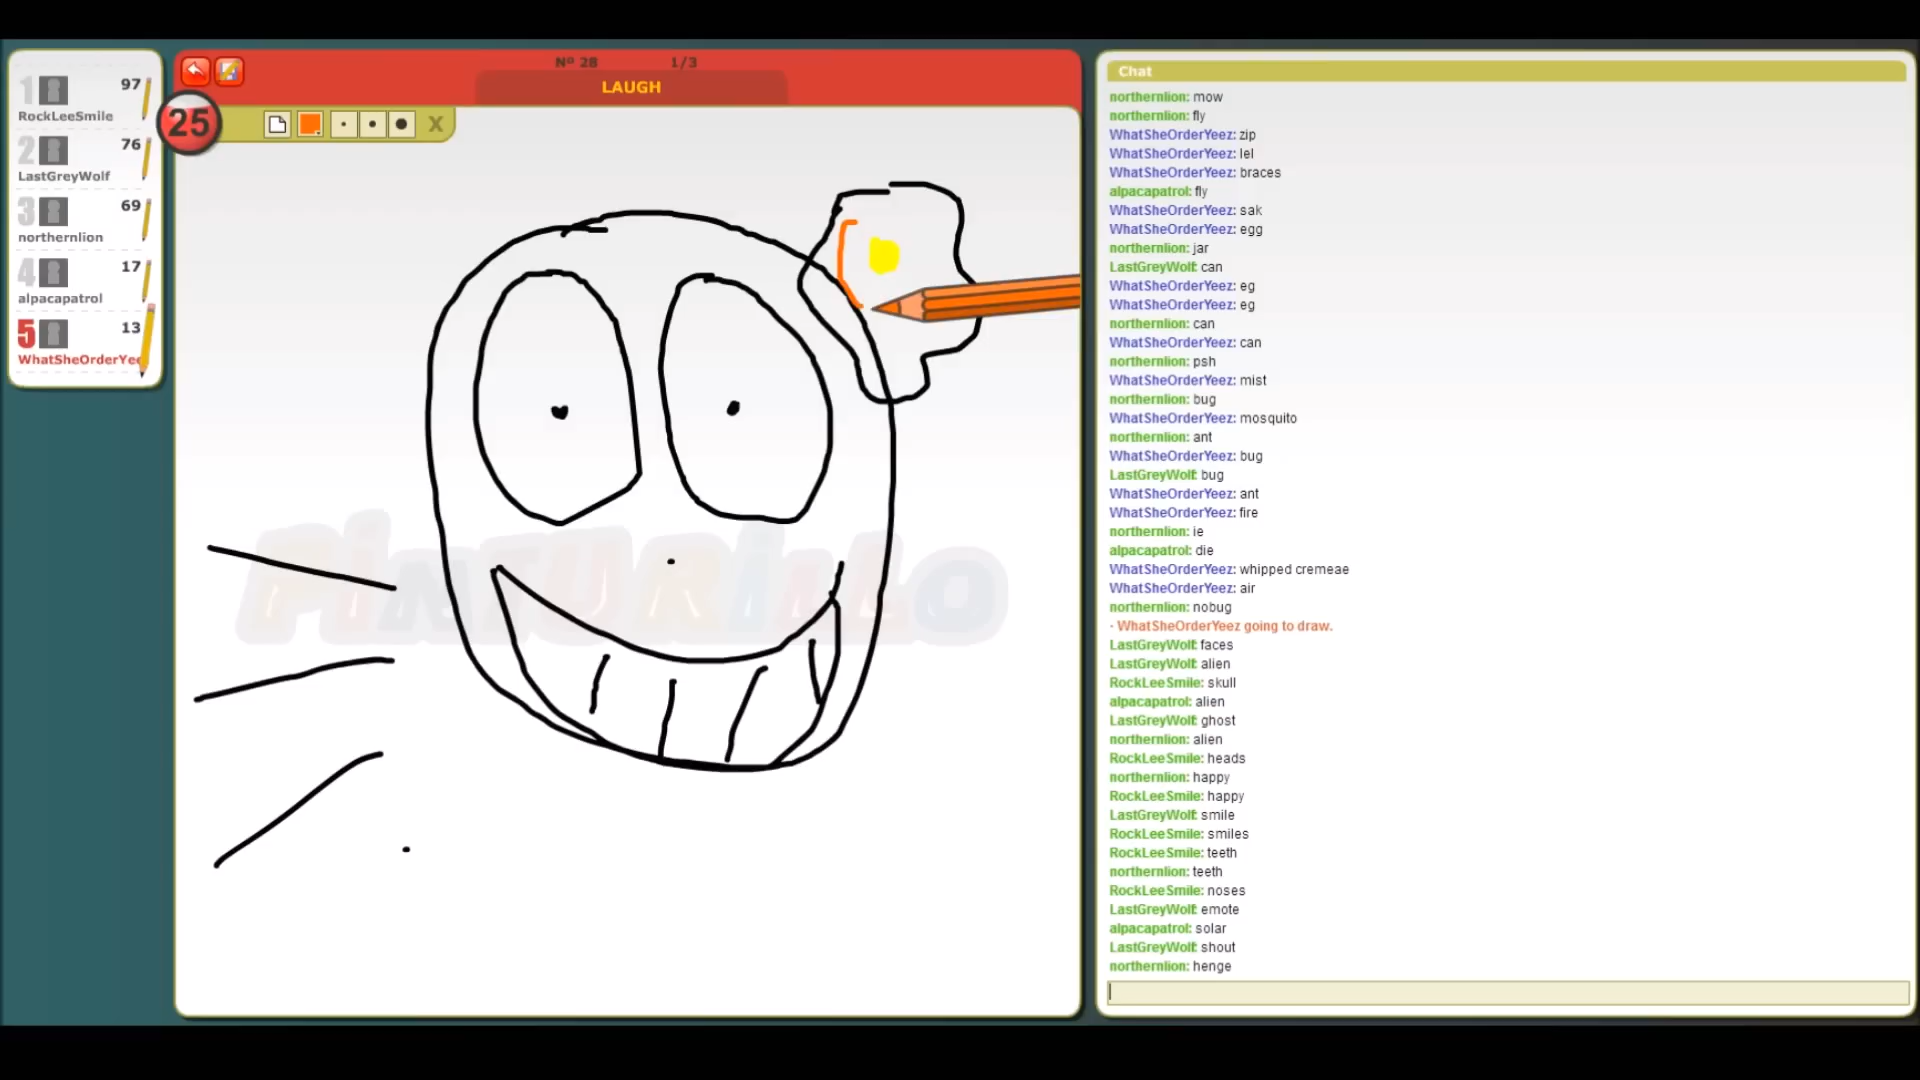 1 97
RockLeeSmile
2 76
LastGreyWolf
3 69
northernlion
4 17
alpacapatrol
5 13
WhatSheOrderYee
Nº 28 1/3
LAUGH
25
X
PiNTURiLLO
Chat
northernlion: mow
northernlion: fly
WhatSheOrderYeez: zip
WhatSheOrderYeez: lel
WhatSheOrderYeez: braces
alpacapatrol: fly
WhatSheOrderYeez: sak
WhatSheOrderYeez: egg
northernlion: jar
LastGreyWolf: can
WhatSheOrderYeez: eg
WhatSheOrderYeez: eg
northernlion: can
WhatSheOrderYeez: can
northernlion: psh
WhatSheOrderYeez: mist
northernlion: bug
WhatSheOrderYeez: mosquito
northernlion: ant
WhatSheOrderYeez: bug
LastGreyWolf: bug
WhatSheOrderYeez: ant
WhatSheOrderYeez: fire
northernlion: ie
alpacapatrol: die
WhatSheOrderYeez: whipped cremeae
WhatSheOrderYeez: air
northernlion: nobug
· WhatSheOrderYeez going to draw.
LastGreyWolf: faces
LastGreyWolf: alien
RockLeeSmile: skull
alpacapatrol: alien
LastGreyWolf: ghost
northernlion: alien
RockLeeSmile: heads
northernlion: happy
RockLeeSmile: happy
LastGreyWolf: smile
RockLeeSmile: smiles
RockLeeSmile: teeth
northernlion: teeth
RockLeeSmile: noses
LastGreyWolf: emote
alpacapatrol: solar
LastGreyWolf: shout
northernlion: henge